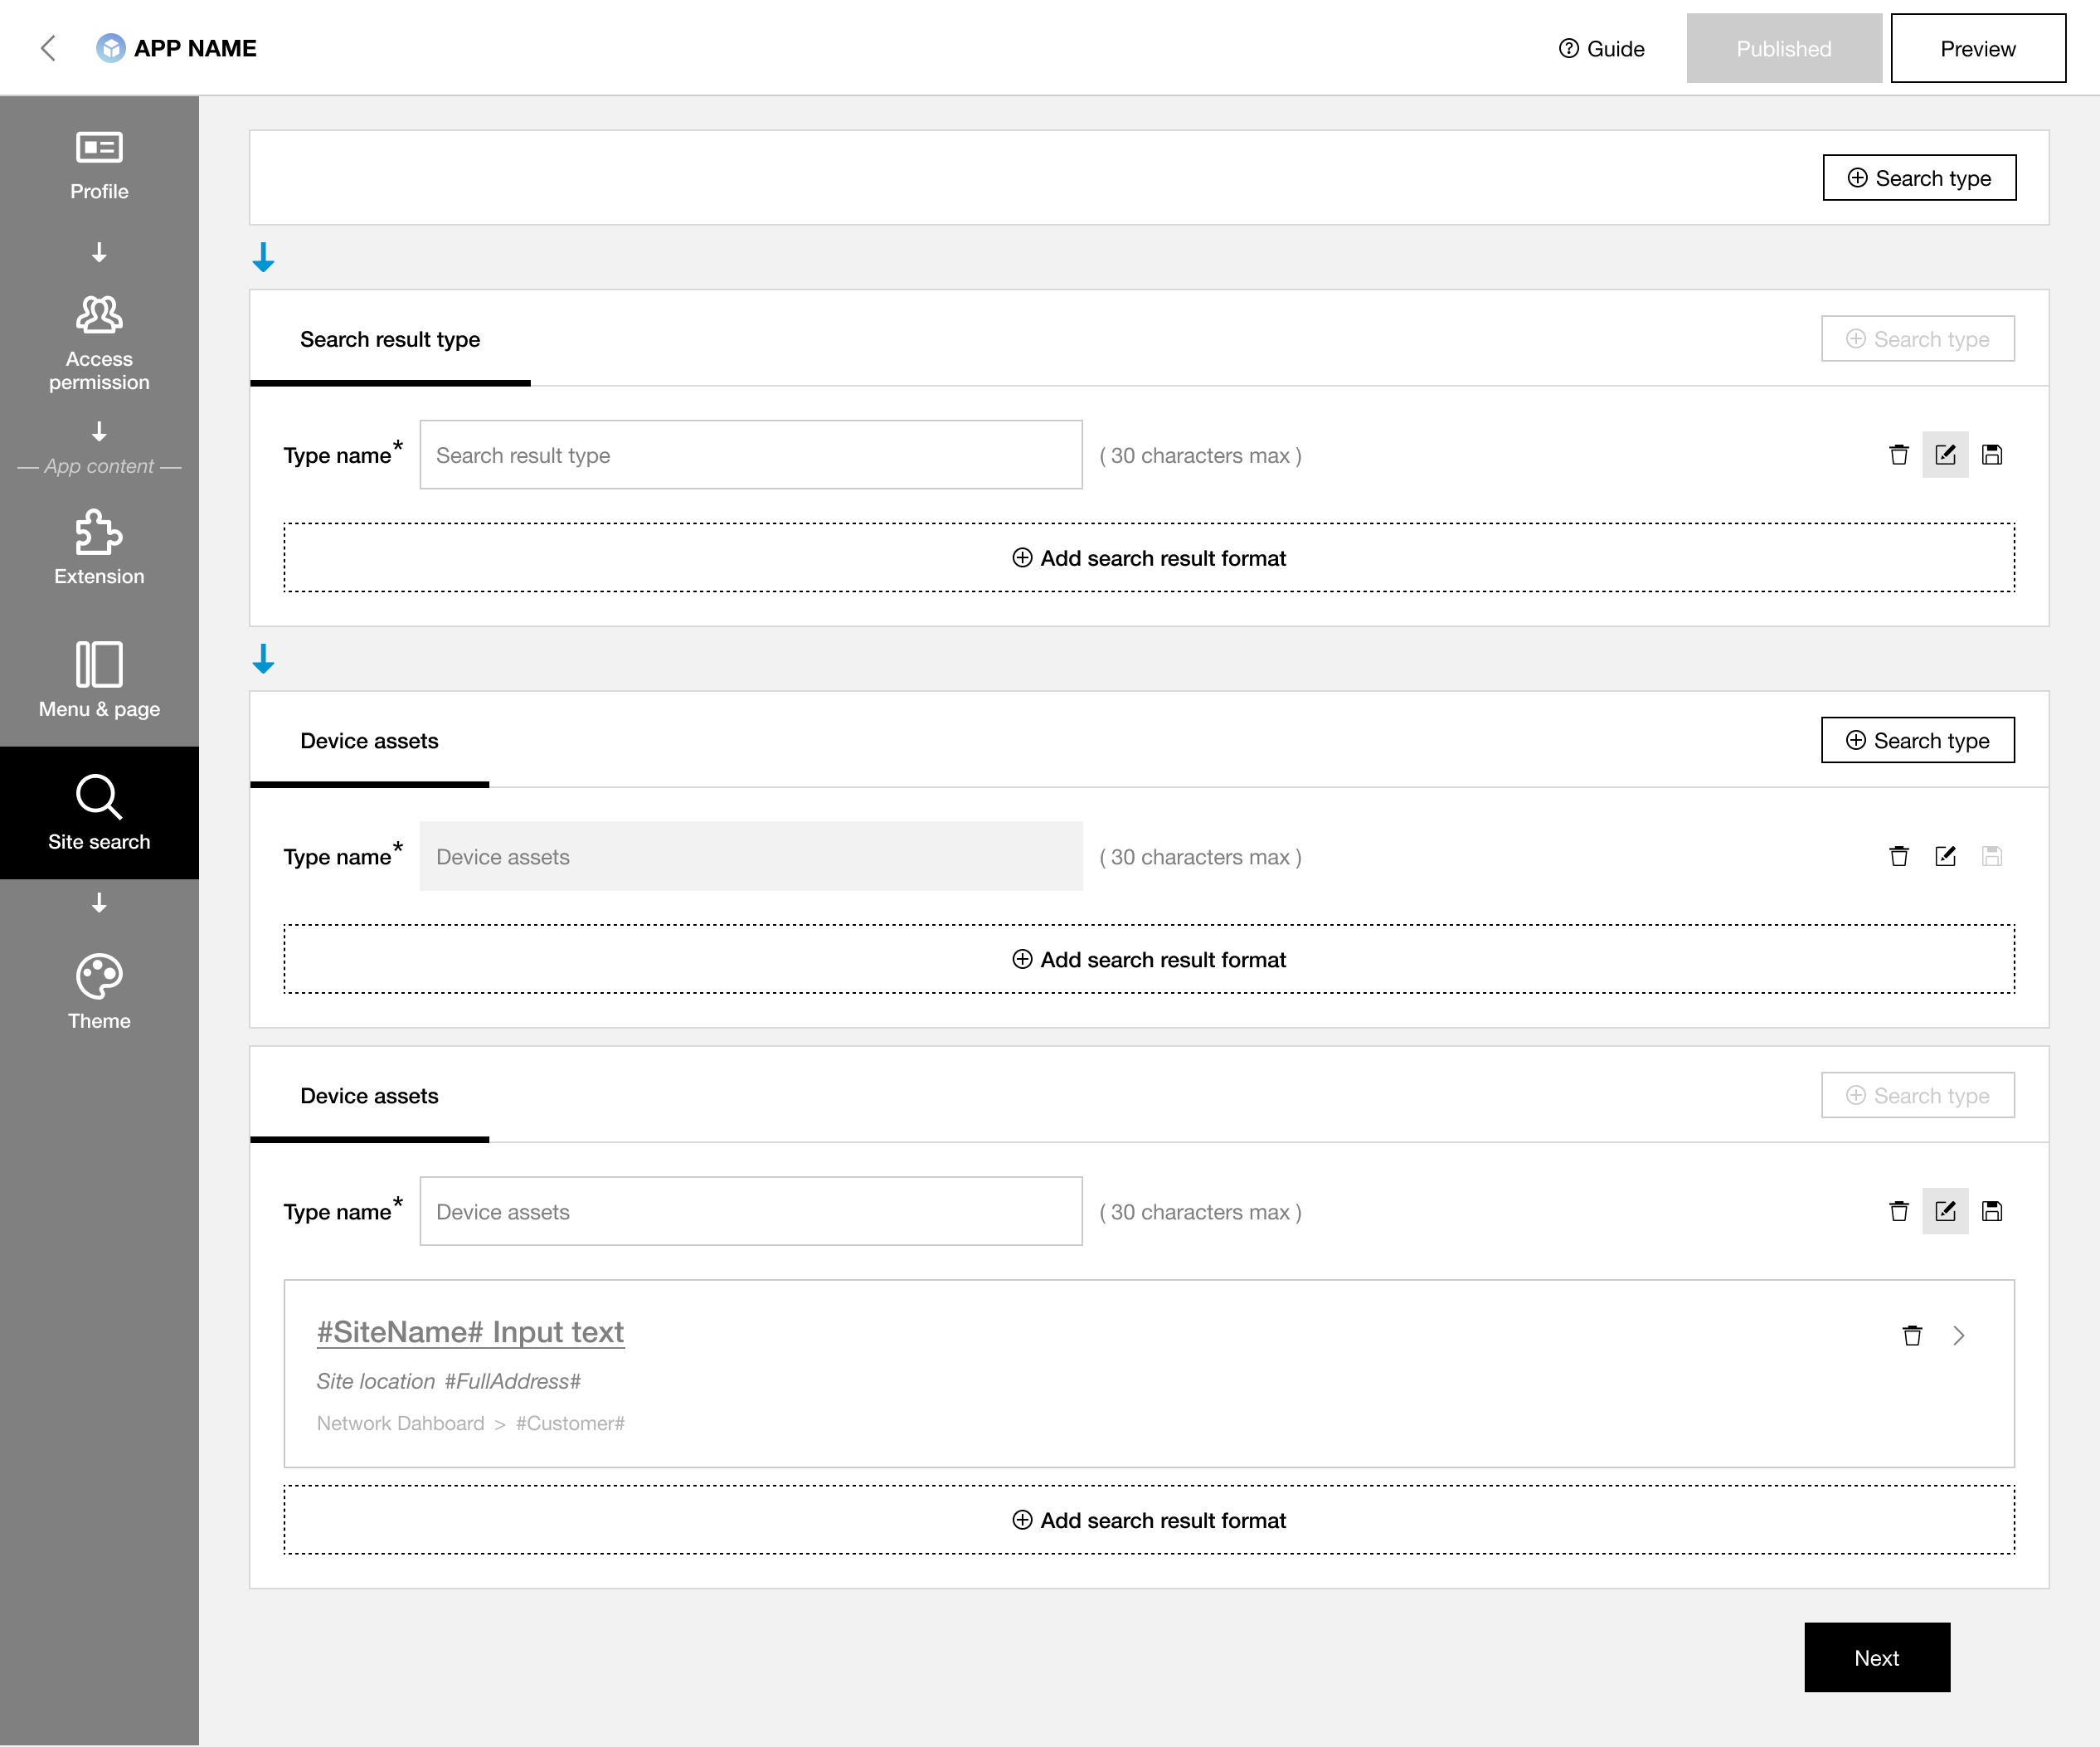 APP NAME
Guide
Published
Preview
Profile
Access
permission
App content
Extension
Menu & page
Site search
Theme
Search type
Search result type
Search type
Type name*
Search result type
( 30 characters max )
Add search result format
Device assets
Search type
Type name*
Device assets
( 30 characters max )
Add search result format
Device assets
Search type
Type name*
Device assets
( 30 characters max )
#SiteName# Input text
Site location #FullAddress#
Network Dahboard > #Customer#
Add search result format
Next